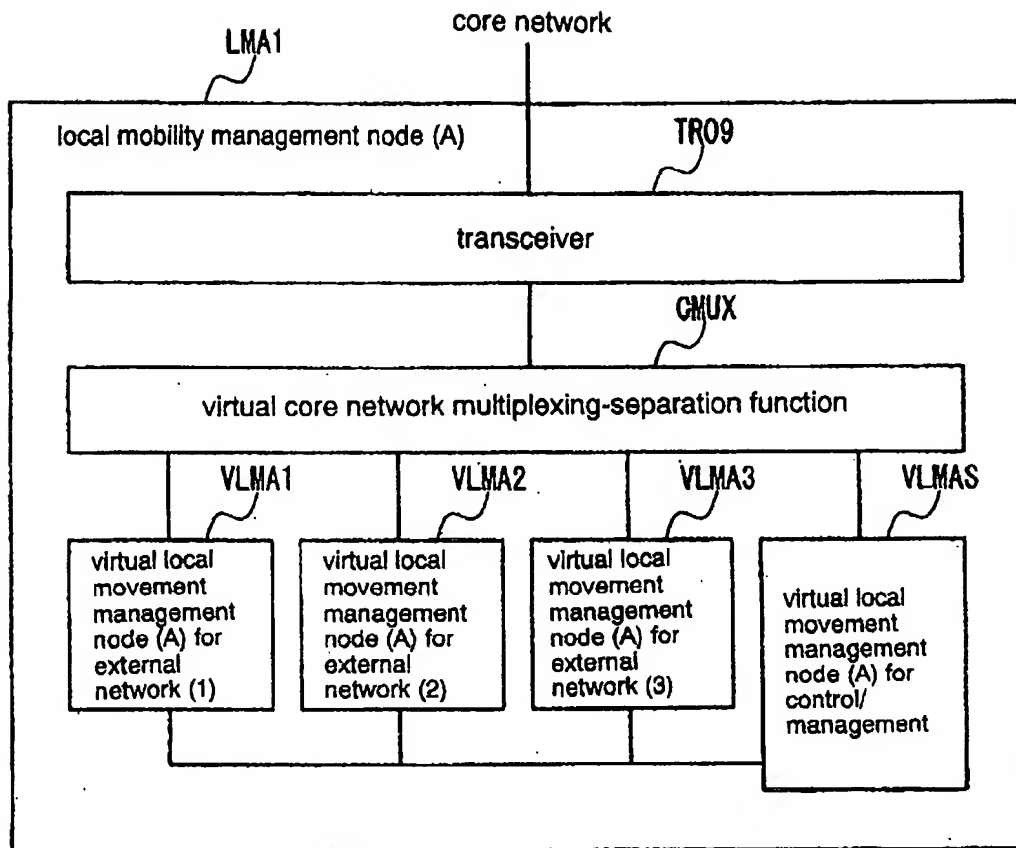 core network
LMA1
local mobility management node (A)
TR09
transceiver
CMUX
virtual core network multiplexing-separation function
VLMA1
VLMA2
VLMA3
VLMAS
virtual local
movement
management
node (A) for
external
network (1)
virtual local
movement
management
node (A) for
external
network (2)
virtual local
movement
management
node (A) for
external
network (3)
virtual local
movement
management
node (A) for
control/
management